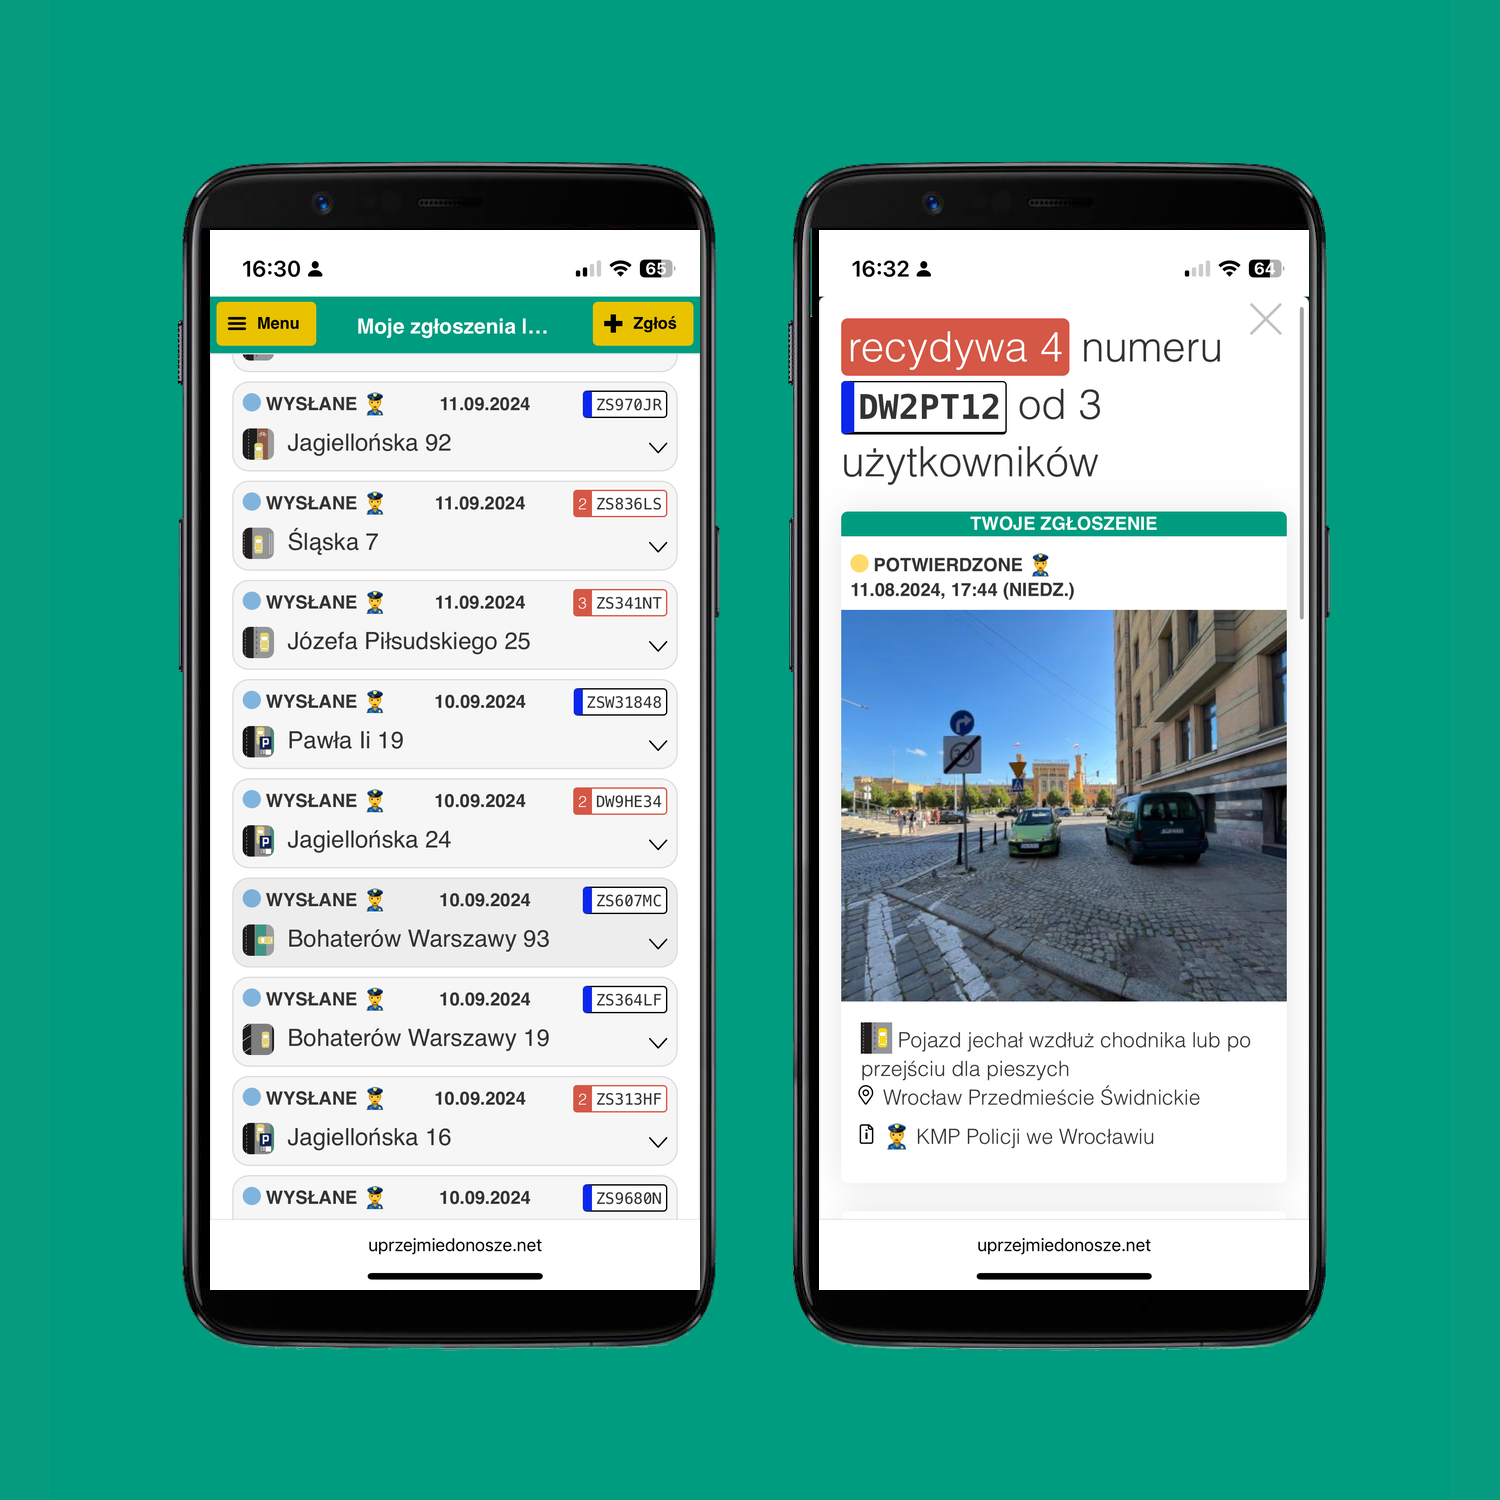 16:30
65
Menu
Moje zgłoszenia l...
Zgłoś
WYSŁANE 11.09.2024 ZS970JR
Jagiellońska 92
WYSŁANE 11.09.2024 2 ZS836LS
Śląska 7
WYSŁANE 11.09.2024 3 ZS341NT
Józefa Piłsudskiego 25
WYSŁANE 10.09.2024 ZSW31848
Pawła Ii 19
WYSŁANE 10.09.2024 2 DW9HE34
Jagiellońska 24
WYSŁANE 10.09.2024 ZS607MC
Bohaterów Warszawy 93
WYSŁANE 10.09.2024 ZS364LF
Bohaterów Warszawy 19
WYSŁANE 10.09.2024 2 ZS313HF
Jagiellońska 16
WYSŁANE 10.09.2024 ZS9680N
uprzejmiedonosze.net
16:32
64
recydywa 4 numeru
DW2PT12 od 3
użytkowników
TWOJE ZGŁOSZENIE
POTWIERDZONE
11.08.2024, 17:44 (NIEDZ.)
30
Pojazd jechał wzdłuż chodnika lub po
przejściu dla pieszych
Wrocław Przedmieście Świdnickie
KMP Policji we Wrocławiu
uprzejmiedonosze.net